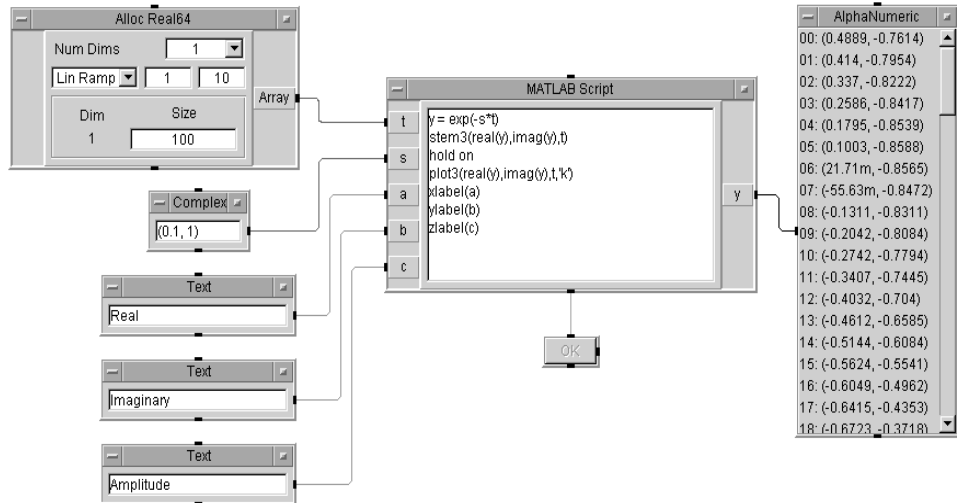 Alloc Real64
Num Dims 1
Lin Ramp 1 10
Array
Dim Size
1 100
Complex
(0.1, 1)
Text
Real
Text
Imaginary
Text
Amplitude
MATLAB Script
t
s
a
b
c
y = exp(-s*t)
stem3(real(y),imag(y),t)
hold on
plot3(real(y),imag(y),t,'k')
xlabel(a)
ylabel(b)
zlabel(c)
y
OK
AlphaNumeric
00: (0.4889, -0.7614)
01: (0.414, -0.7954)
02: (0.337, -0.8222)
03: (0.2586, -0.8417)
04: (0.1795, -0.8539)
05: (0.1003, -0.8588)
06: (21.71m, -0.8565)
07: (-55.63m, -0.8472)
08: (-0.1311, -0.8311)
09: (-0.2042, -0.8084)
10: (-0.2742, -0.7794)
11: (-0.3407, -0.7445)
12: (-0.4032, -0.704)
13: (-0.4612, -0.6585)
14: (-0.5144, -0.6084)
15: (-0.5624, -0.5541)
16: (-0.6049, -0.4962)
17: (-0.6415, -0.4353)
18: (-0.6723, -0.3718)